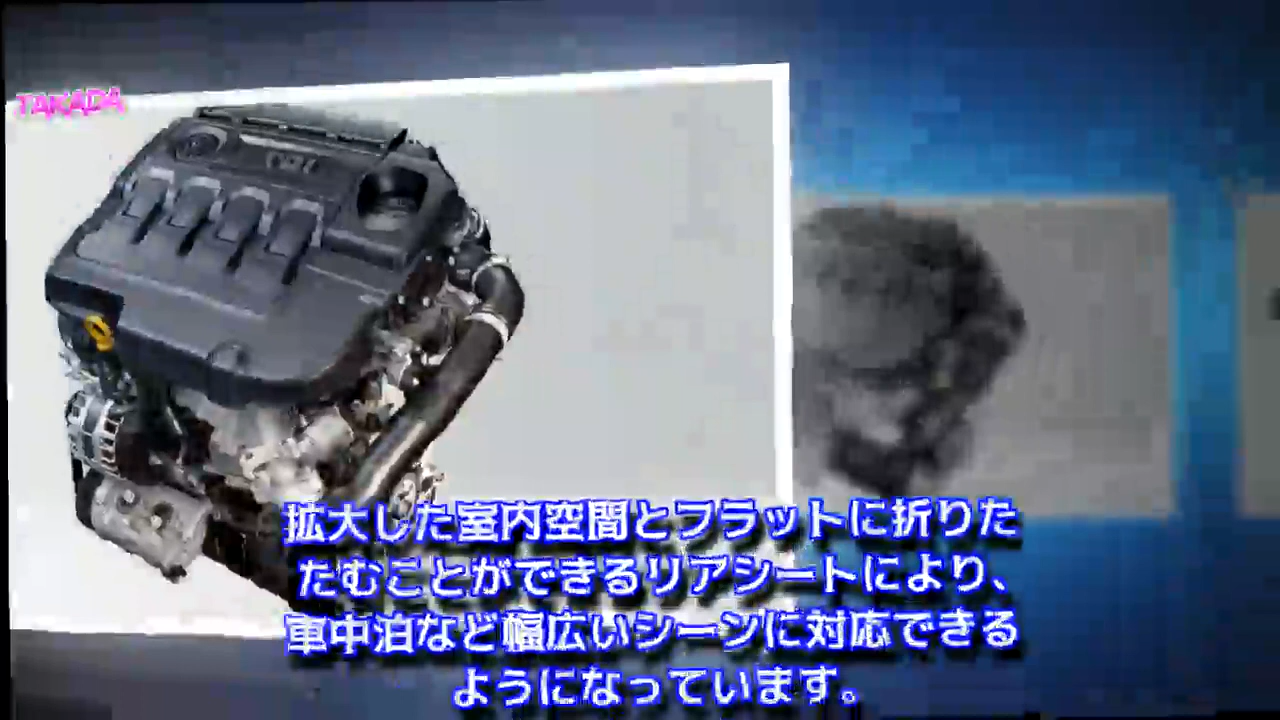 TAKADA
拡大した室内空間とフラットに折りた
たむことができるリアシートにより、
車中泊など幅広いシーンに対応できる
ようになっています。